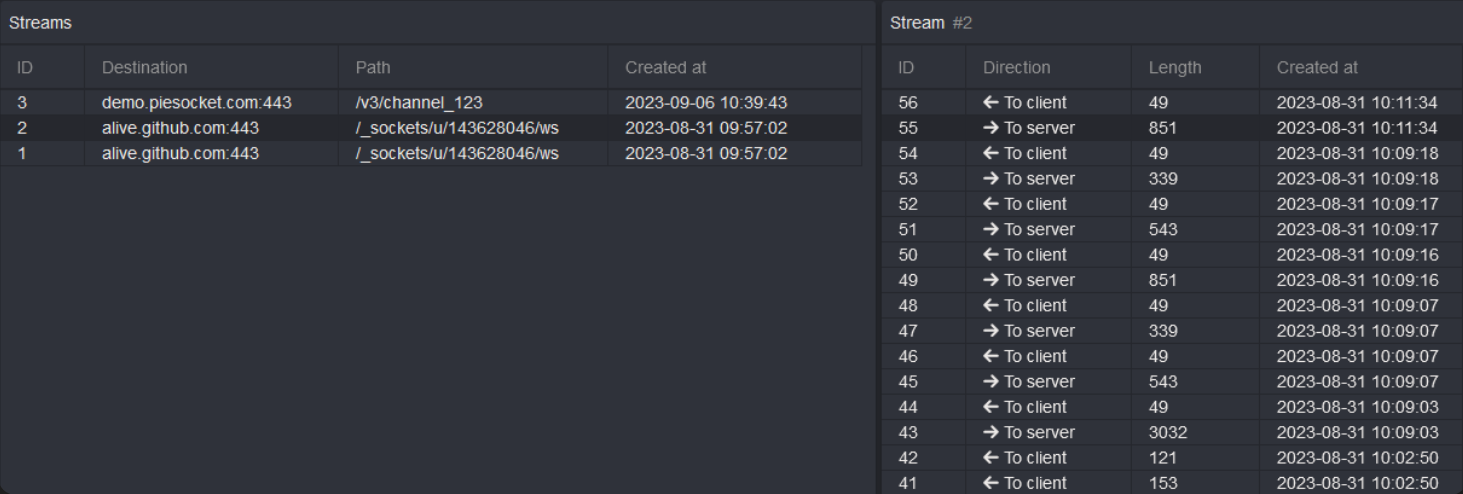 Streams
ID Destination Path Created at
3 demo.piesocket.com:443 /v3/channel_123 2023-09-06 10:39:43
2 alive.github.com:443 /_sockets/u/143628046/ws 2023-08-31 09:57:02
1 alive.github.com:443 /_sockets/u/143628046/ws 2023-08-31 09:57:02
Stream #2
ID Direction Length Created at
56 ← To client 49 2023-08-31 10:11:34
55 → To server 851 2023-08-31 10:11:34
54 ← To client 49 2023-08-31 10:09:18
53 → To server 339 2023-08-31 10:09:18
52 ← To client 49 2023-08-31 10:09:17
51 → To server 543 2023-08-31 10:09:17
50 ← To client 49 2023-08-31 10:09:16
49 → To server 851 2023-08-31 10:09:16
48 ← To client 49 2023-08-31 10:09:07
47 → To server 339 2023-08-31 10:09:07
46 ← To client 49 2023-08-31 10:09:07
45 → To server 543 2023-08-31 10:09:07
44 ← To client 49 2023-08-31 10:09:03
43 → To server 3032 2023-08-31 10:09:03
42 ← To client 121 2023-08-31 10:02:50
41 ← To client 153 2023-08-31 10:02:50